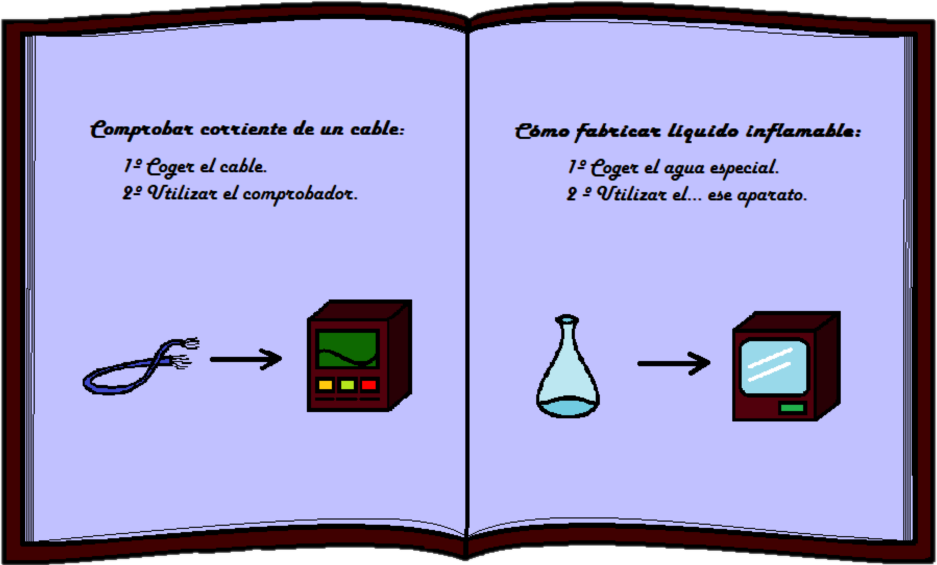 Comprobar corriente de un cable:
1º Coger el cable.
2º Utilizar el comprobador.
Cómo fabricar líquido inflamable:
1º Coger el agua especial.
2 º Utilizar el... ese aparato.